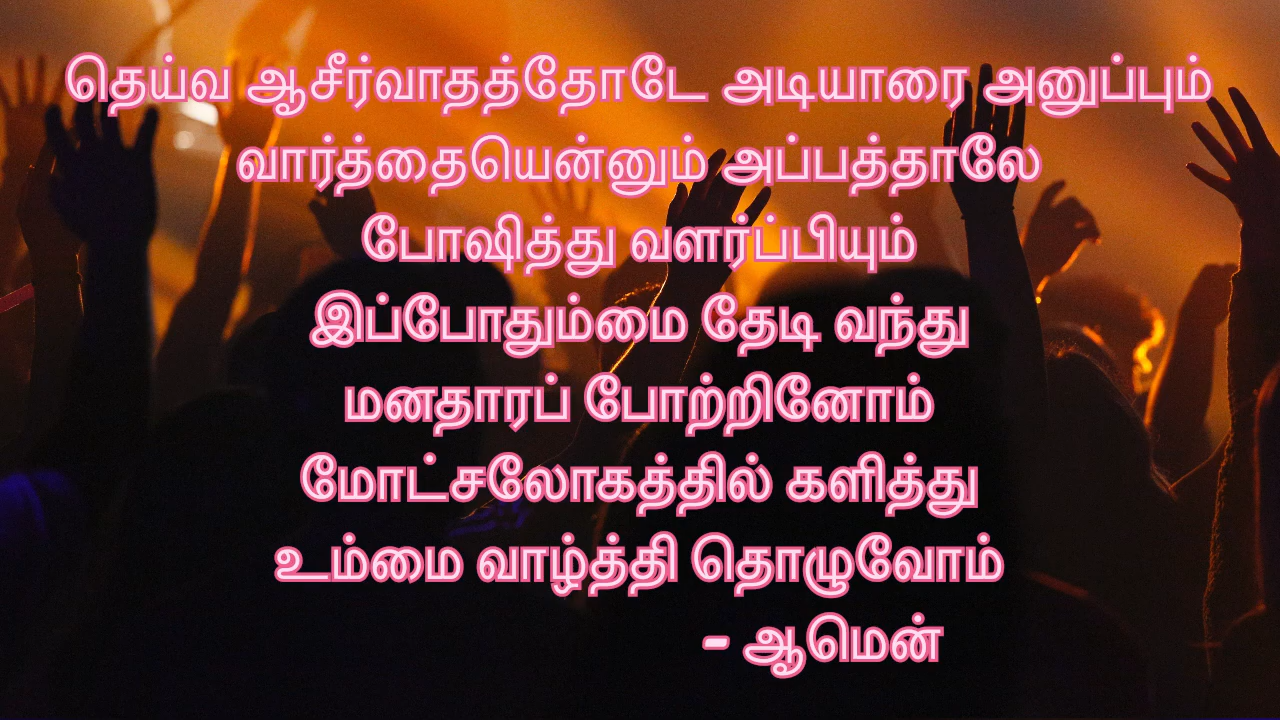 தெய்வ ஆசீர்வாதத்தோடே அடியாரை அனுப்பும்
வார்த்தையென்னும் அப்பத்தாலே
போஷித்து வளர்ப்பியும்
இப்போதும்மை தேடி வந்து
மனதாரப் போற்றினோம்
மோட்சலோகத்தில் களித்து
உம்மை வாழ்த்தி தொழுவோம்
- ஆமென்